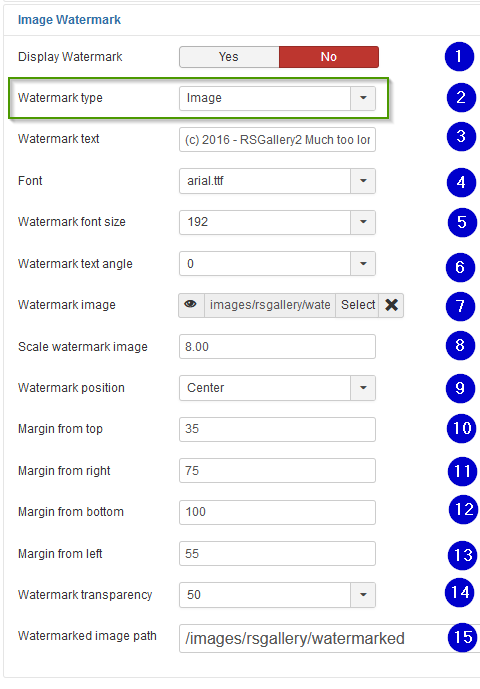 Image Watermark
Display Watermark Yes No 1
Watermark type Image 2
Watermark text (c) 2016 - RSGallery2 Much too lor 3
Font arial.ttf 4
Watermark font size 192 5
Watermark text angle 0 6
Watermark image images/rsgallery/wate Select 7
Scale watermark image 8.00 8
Watermark position Center 9
Margin from top 35 10
Margin from right 75 11
Margin from bottom 100 12
Margin from left 55 13
Watermark transparency 50 14
Watermarked image path /images/rsgallery/watermarked 15